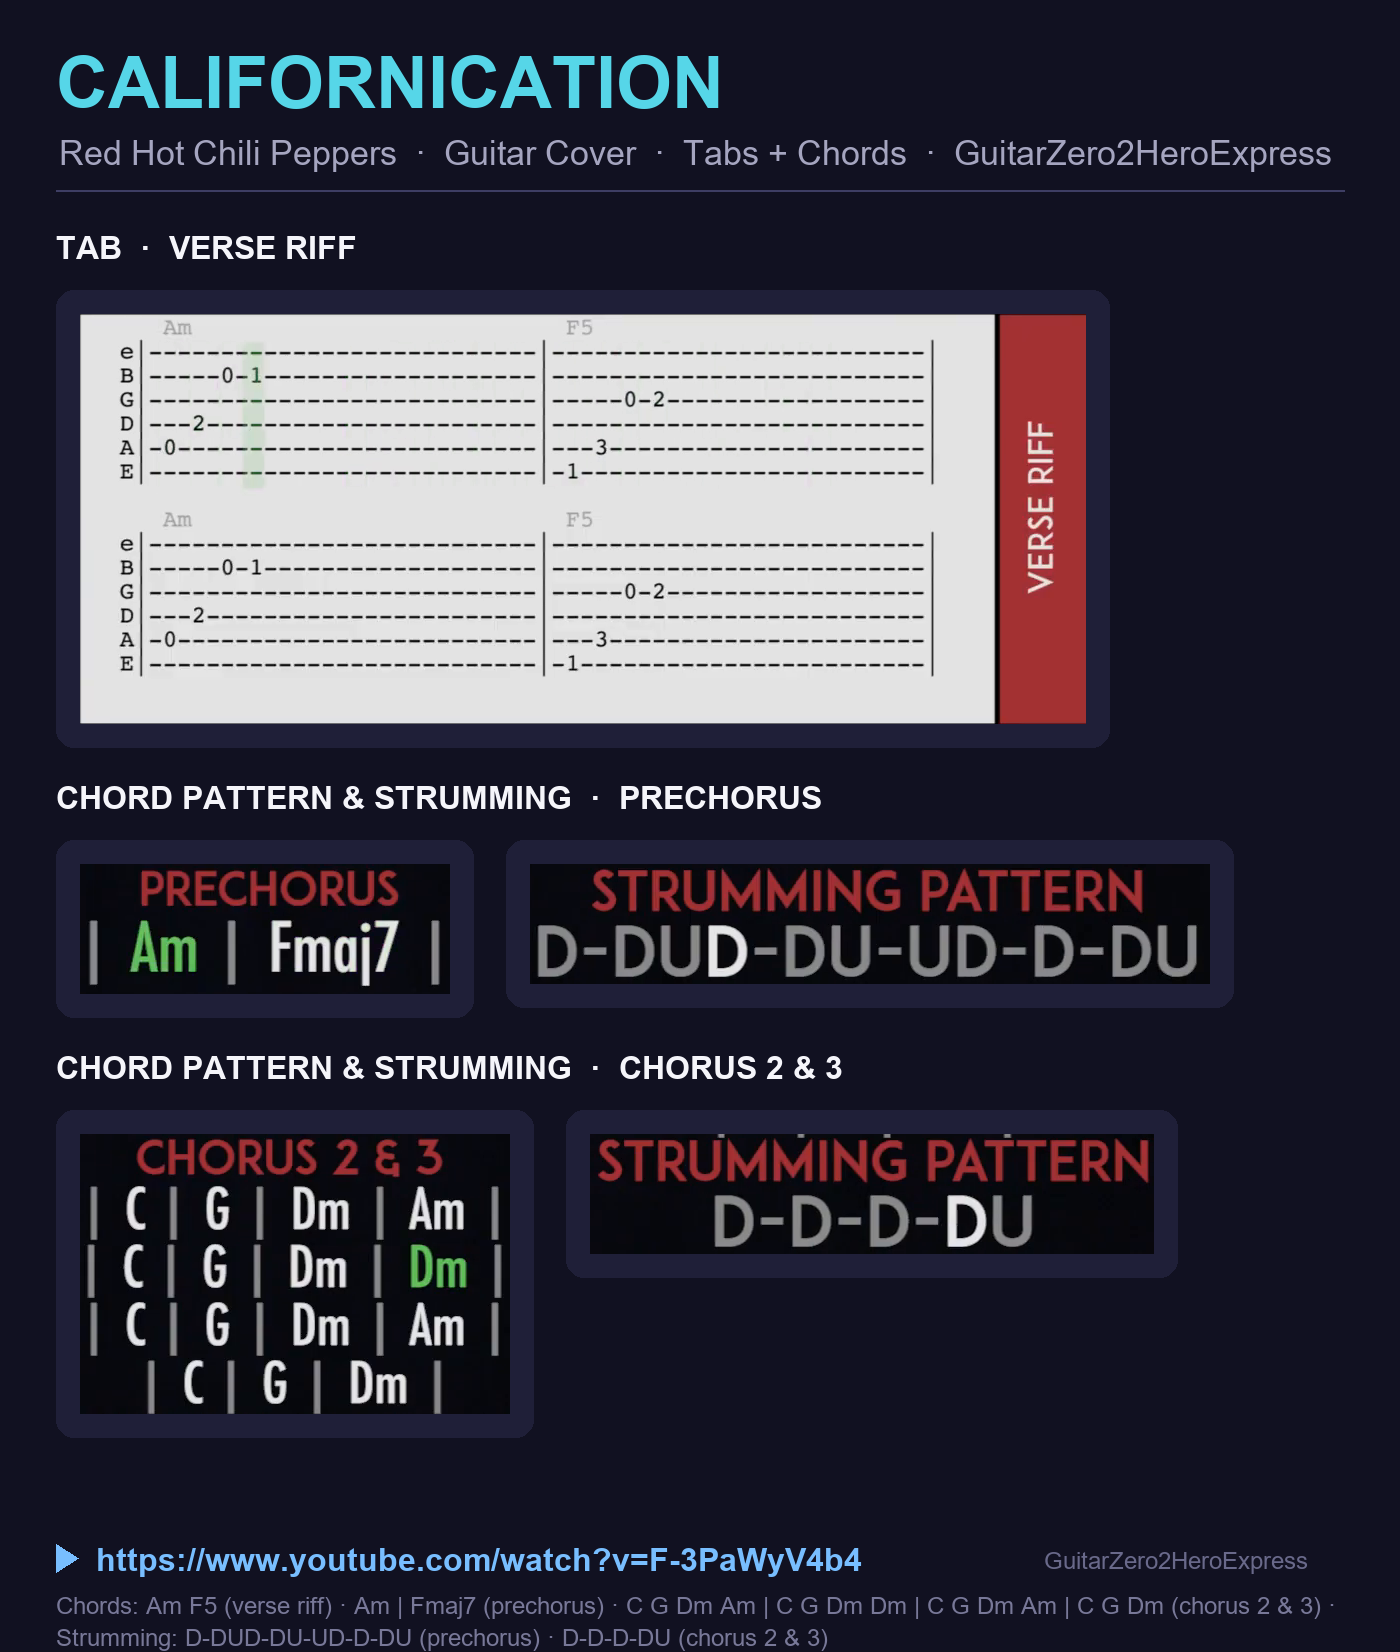 CALIFORNICATION
Red Hot Chili Peppers · Guitar Cover · Tabs + Chords · GuitarZero2HeroExpress
TAB · VERSE RIFF
Am F5
e|---------------------------|--------------------------|
B|-----0-1-------------------|--------------------------|
G|---------------------------|-----0-2------------------|
D|---2-----------------------|--------------------------|
A|-0-------------------------|---3----------------------|
E|---------------------------|-1------------------------|
Am F5
e|---------------------------|--------------------------|
B|-----0-1-------------------|--------------------------|
G|---------------------------|-----0-2------------------|
D|---2-----------------------|--------------------------|
A|-0-------------------------|---3----------------------|
E|---------------------------|-1------------------------|
VERSE RIFF
CHORD PATTERN & STRUMMING · PRECHORUS
PRECHORUS
| Am | Fmaj7 |
STRUMMING PATTERN
D-DUD-DU-UD-D-DU
CHORD PATTERN & STRUMMING · CHORUS 2 & 3
CHORUS 2 & 3
| C | G | Dm | Am |
| C | G | Dm | Dm |
| C | G | Dm | Am |
| C | G | Dm |
STRUMMING PATTERN
D-D-D-DU
https://www.youtube.com/watch?v=F-3PaWyV4b4
GuitarZero2HeroExpress
Chords: Am F5 (verse riff) · Am | Fmaj7 (prechorus) · C G Dm Am | C G Dm Dm | C G Dm Am | C G Dm (chorus 2 & 3) ·
Strumming: D-DUD-DU-UD-D-DU (prechorus) · D-D-D-DU (chorus 2 & 3)